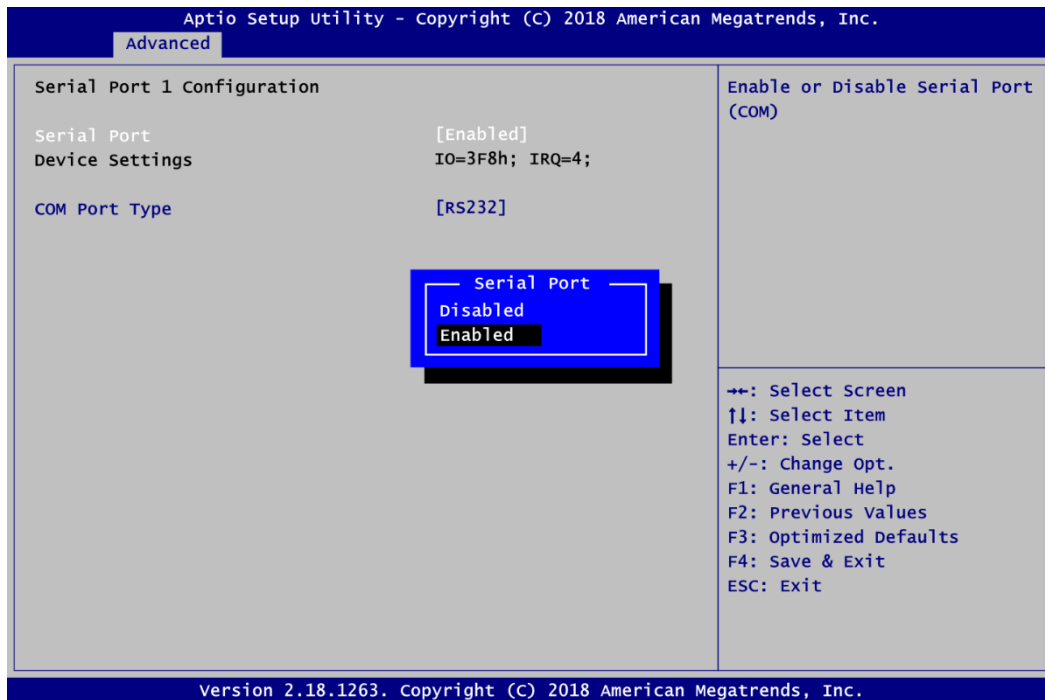 Aptio Setup Utility - Copyright (C) 2018 American Megatrends, Inc.
Advanced
Serial Port 1 Configuration
Serial Port [Enabled]
Device Settings IO=3F8h; IRQ=4;
COM Port Type [RS232]
Serial Port
Disabled
Enabled
Enable or Disable Serial Port
(COM)
→←: Select Screen
↑↓: Select Item
Enter: Select
+/-: Change Opt.
F1: General Help
F2: Previous Values
F3: Optimized Defaults
F4: Save & Exit
ESC: Exit
Version 2.18.1263. Copyright (C) 2018 American Megatrends, Inc.